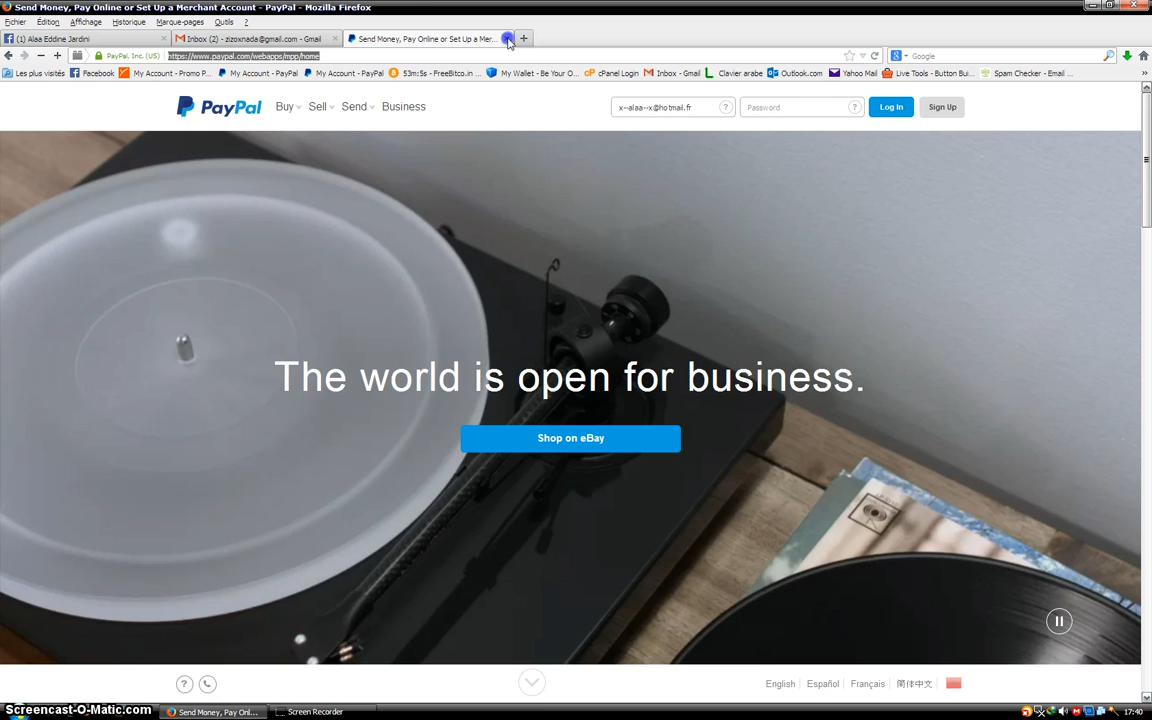 Send Money, Pay Online or Set Up a Merchant Account - PayPal - Mozilla Firefox
Fichier Édition Affichage Historique Marque-pages Outils ?
(1) Alaa Eddine Jardini
Inbox (2) - zizoxnada@gmail.com - Gmail
Send Money, Pay Online or Set Up a Mer...
PayPal, Inc. (US) https://www.paypal.com/webapps/mpp/home
Google
Les plus visités Facebook My Account - Promo P... My Account - PayPal My Account - PayPal 53m:5s - FreeBitco.in ... My Wallet - Be Your O... cPanel Login Inbox - Gmail Clavier arabe Outlook.com Yahoo Mail Live Tools - Button Bui... Spam Checker - Email...
PayPal Buy Sell Send Business
x--alaa--x@hotmail.fr ? Password ? Log In Sign Up
The world is open for business.
Shop on eBay
?
English Español Français 简体中文
Screencast-O-Matic.com
Send Money, Pay Onl...
Screen Recorder
17:40